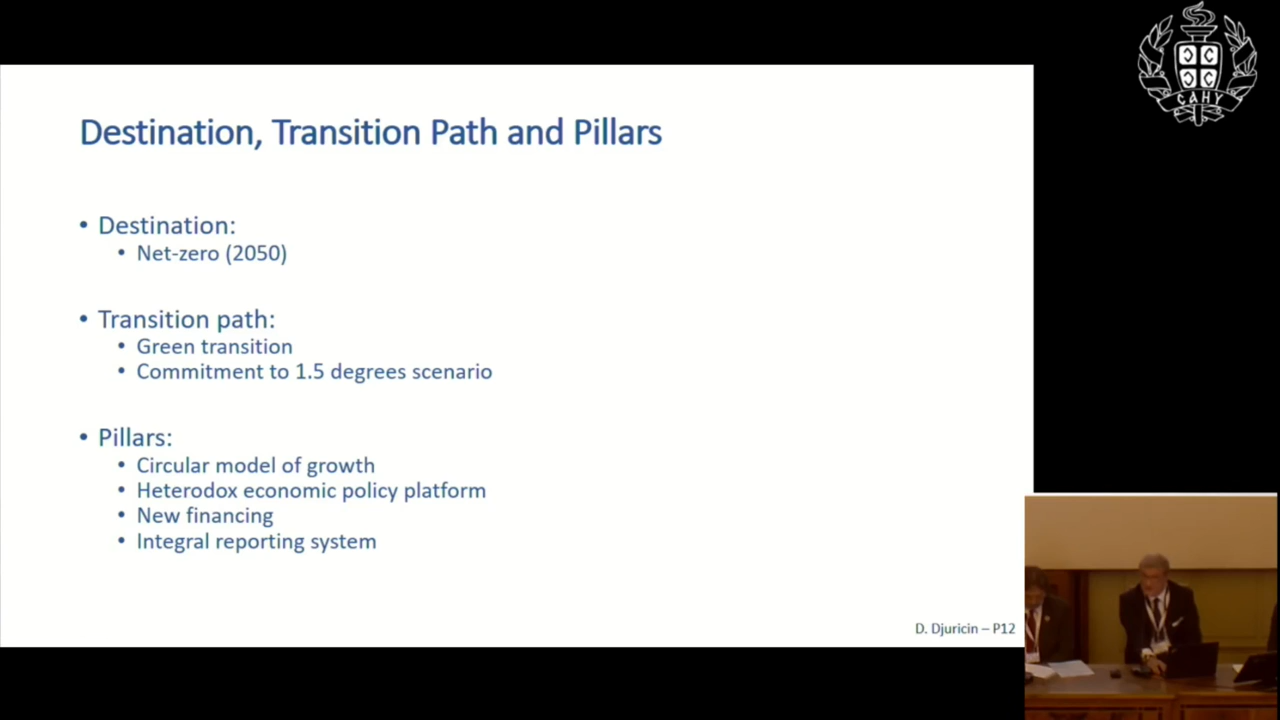 САНУ
Destination, Transition Path and Pillars
• Destination:
• Net-zero (2050)
• Transition path:
• Green transition
• Commitment to 1.5 degrees scenario
• Pillars:
• Circular model of growth
• Heterodox economic policy platform
• New financing
• Integral reporting system
D. Djuricin – P12